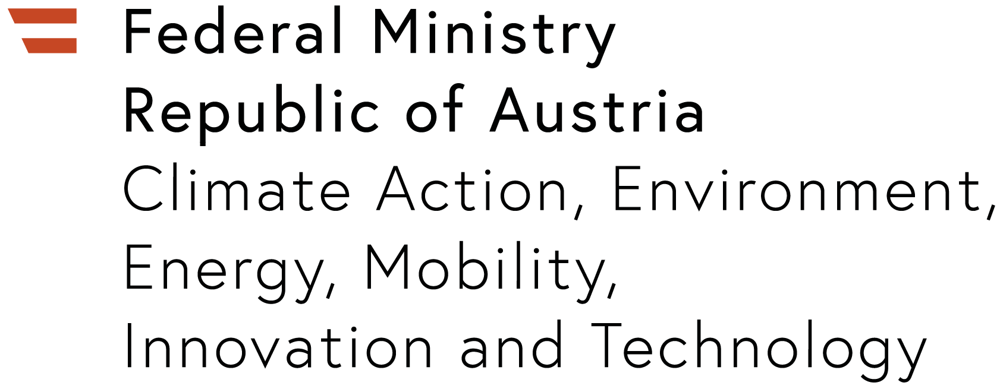 Federal Ministry
Republic of Austria
Climate Action, Environment,
Energy, Mobility,
Innovation and Technology